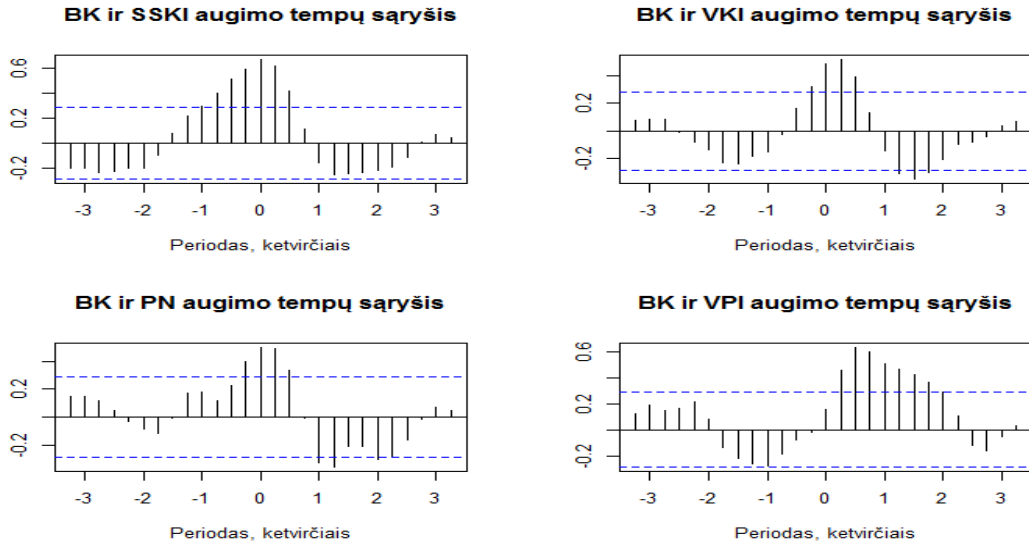 BK ir SSKI augimo tempų sąryšis
BK ir VKI augimo tempų sąryšis
0.6
0.2
-0.2
0.2
-0.2
-3 -2 -1 0 1 2 3
-3 -2 -1 0 1 2 3
Periodas, ketvirčiais
Periodas, ketvirčiais
BK ir PN augimo tempų sąryšis
BK ir VPI augimo tempų sąryšis
0.2
-0.2
0.6
0.2
-0.2
-3 -2 -1 0 1 2 3
-3 -2 -1 0 1 2 3
Periodas, ketvirčiais
Periodas, ketvirčiais